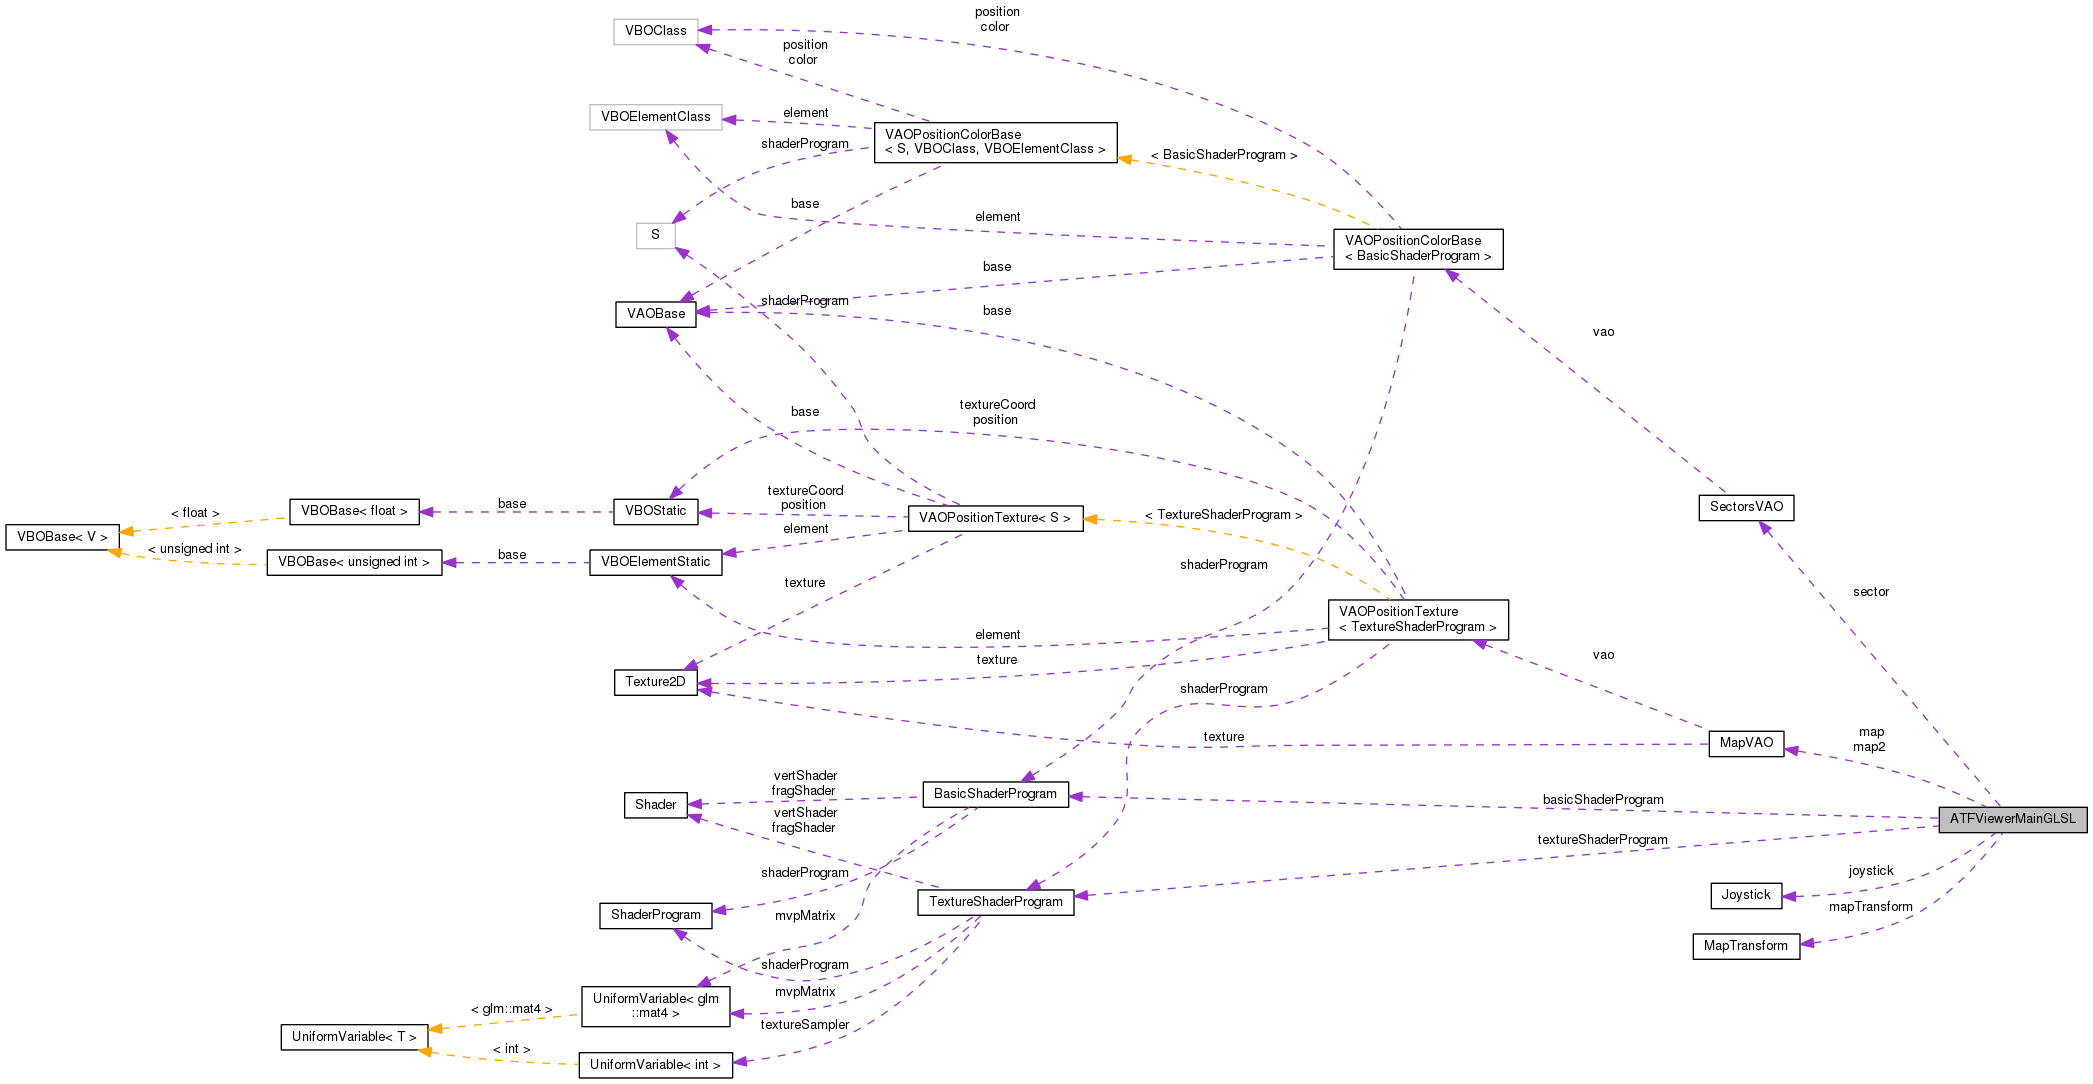 position
color
VBOClass
position
color
VBOElementClass
element
VAOPositionColorBase
< S, VBOClass, VBOElementClass >
shaderProgram
< BasicShaderProgram >
base
element
S
VAOPositionColorBase
< BasicShaderProgram >
base
shaderProgram
VAOBase
base
vao
textureCoord
position
base
textureCoord
position
SectorsVAO
base
VBOBase< float >
VBOStatic
< float >
VAOPositionTexture< S >
< TextureShaderProgram >
element
VBOBase< V >
< unsigned int >
base
VBOBase< unsigned int >
VBOElementStatic
shaderProgram
texture
sector
VAOPositionTexture
< TextureShaderProgram >
element
texture
vao
Texture2D
shaderProgram
texture
MapVAO
map
map2
vertShader
fragShader
BasicShaderProgram
basicShaderProgram
Shader
vertShader
fragShader
ATFViewerMainGLSL
textureShaderProgram
shaderProgram
joystick
Joystick
TextureShaderProgram
mapTransform
ShaderProgram
mvpMatrix
MapTransform
shaderProgram
mvpMatrix
UniformVariable< glm
::mat4 >
< glm::mat4 >
textureSampler
UniformVariable< T >
< int >
UniformVariable< int >